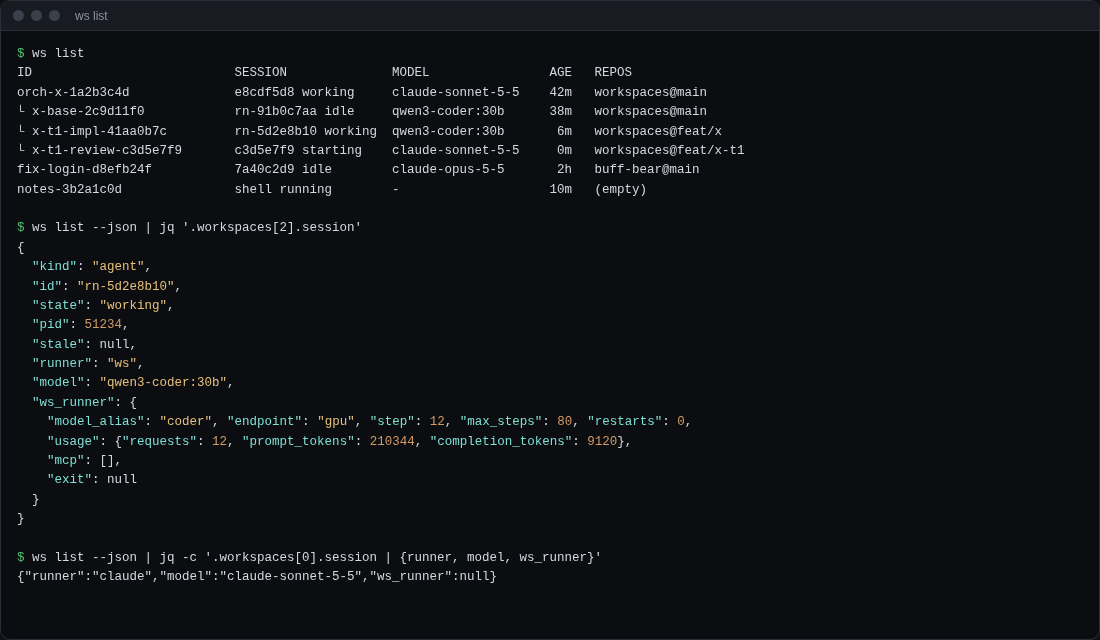 ws list
$ ws list
ID SESSION MODEL AGE REPOS
orch-x-1a2b3c4d e8cdf5d8 working claude-sonnet-5-5 42m workspaces@main
└ x-base-2c9d11f0 rn-91b0c7aa idle qwen3-coder:30b 38m workspaces@main
└ x-t1-impl-41aa0b7c rn-5d2e8b10 working qwen3-coder:30b 6m workspaces@feat/x
└ x-t1-review-c3d5e7f9 c3d5e7f9 starting claude-sonnet-5-5 0m workspaces@feat/x-t1
fix-login-d8efb24f 7a40c2d9 idle claude-opus-5-5 2h buff-bear@main
notes-3b2a1c0d shell running - 10m (empty)
$ ws list --json | jq '.workspaces[2].session'
{
"kind": "agent",
"id": "rn-5d2e8b10",
"state": "working",
"pid": 51234,
"stale": null,
"runner": "ws",
"model": "qwen3-coder:30b",
"ws_runner": {
"model_alias": "coder", "endpoint": "gpu", "step": 12, "max_steps": 80, "restarts": 0,
"usage": {"requests": 12, "prompt_tokens": 210344, "completion_tokens": 9120},
"mcp": [],
"exit": null
}
}
$ ws list --json | jq -c '.workspaces[0].session | {runner, model, ws_runner}'
{"runner":"claude","model":"claude-sonnet-5-5","ws_runner":null}